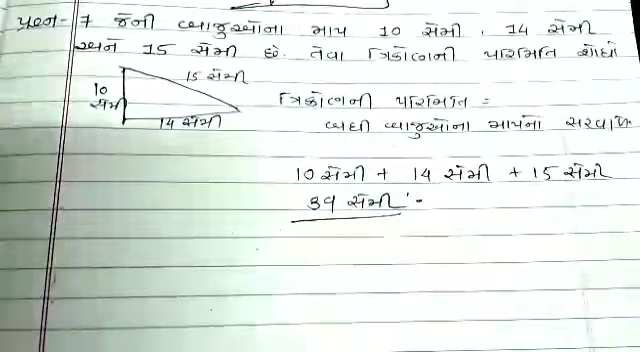 પ્રશ્ન- 7 જેની બાજુઓના માપ 10 સેમી, 14 સેમી
અને 15 સેમી છે. તેવા ત્રિકોણની પરિમિતિ શોધો
15 સેમી
10
સેમી
14 સેમી
ત્રિકોણની પરિમિતિ =
બધી બાજુઓના માપના સરવાળો
10 સેમી + 14 સેમી + 15 સેમી
39 સેમી